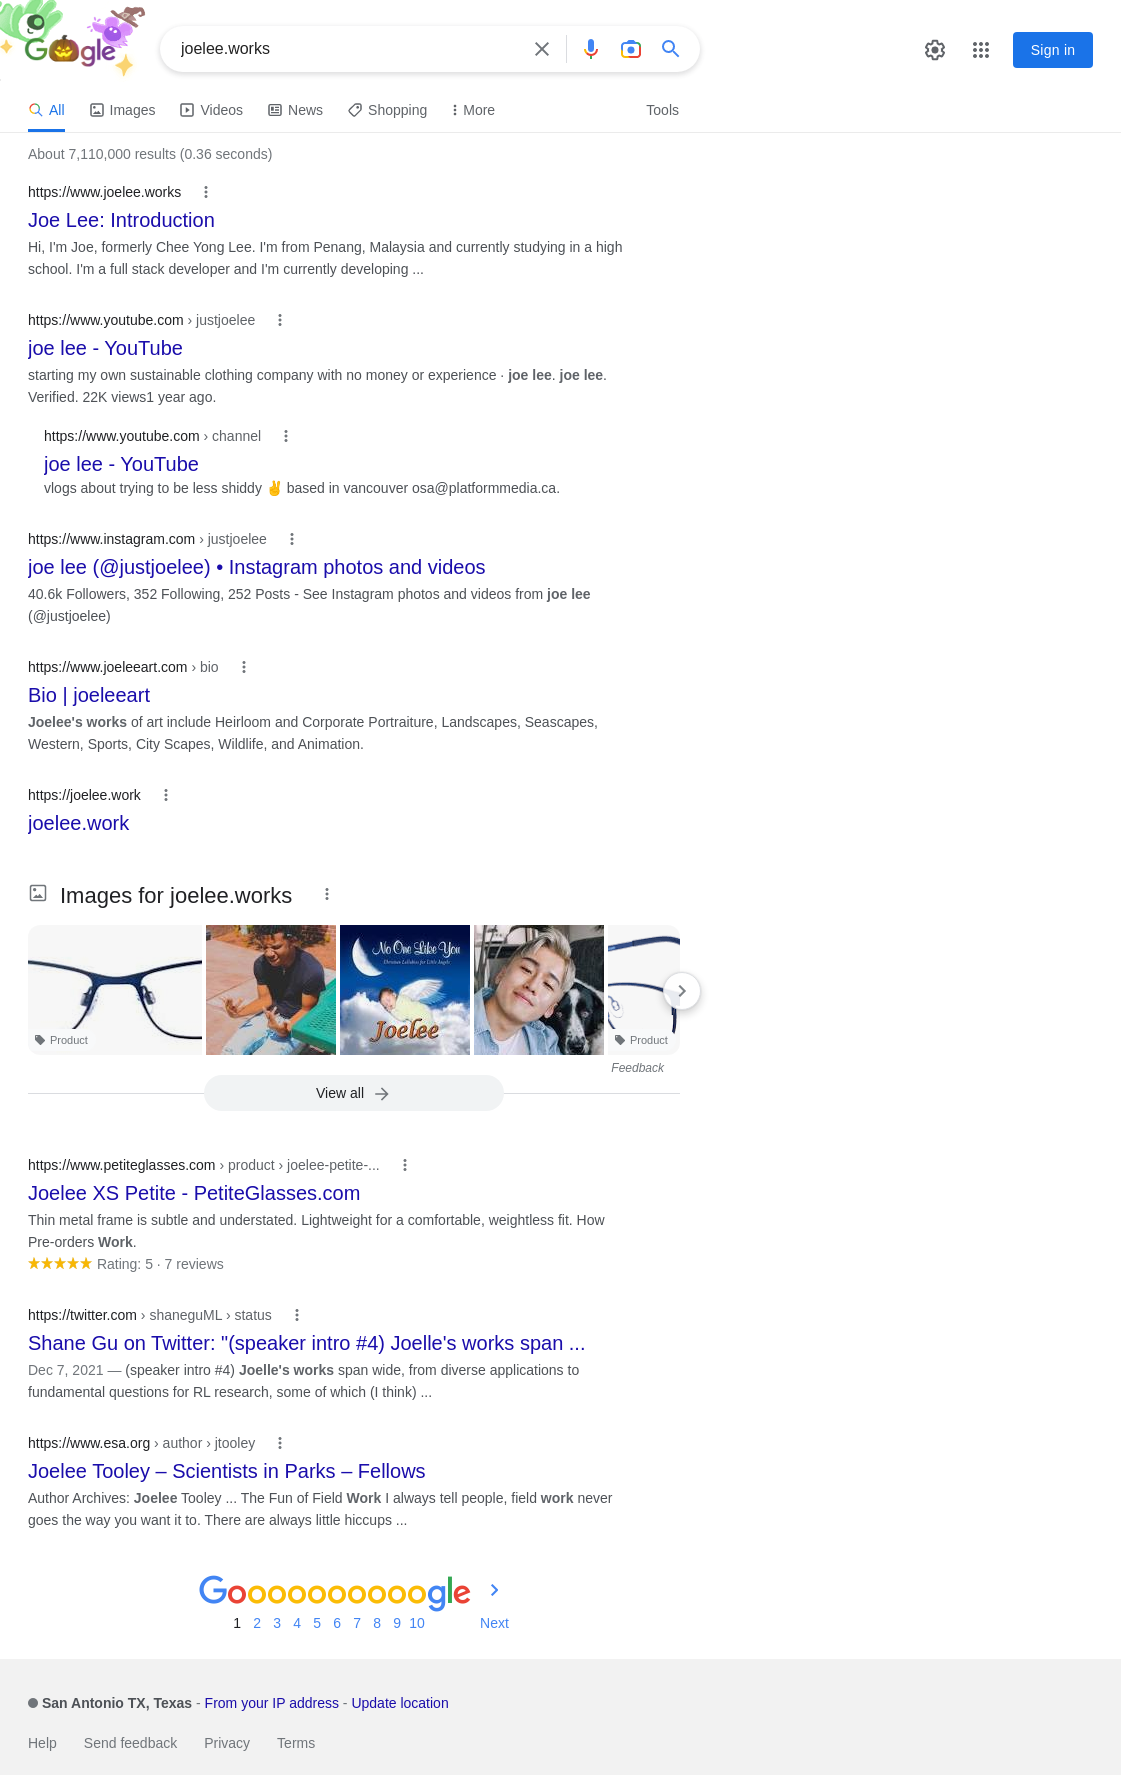 Google
joelee.works
Sign in
All Images Videos News Shopping More Tools
About 7,110,000 results (0.36 seconds)
https://www.joelee.works
Joe Lee: Introduction
Hi, I'm Joe, formerly Chee Yong Lee. I'm from Penang, Malaysia and currently studying in a high
school. I'm a full stack developer and I'm currently developing ...
https://www.youtube.com › justjoelee
joe lee - YouTube
starting my own sustainable clothing company with no money or experience · joe lee. joe lee.
Verified. 22K views1 year ago.
https://www.youtube.com › channel
joe lee - YouTube
vlogs about trying to be less shiddy ✌️ based in vancouver osa@platformmedia.ca.
https://www.instagram.com › justjoelee
joe lee (@justjoelee) • Instagram photos and videos
40.6k Followers, 352 Following, 252 Posts - See Instagram photos and videos from joe lee
(@justjoelee)
https://www.joeleeart.com › bio
Bio | joeleeart
Joelee's works of art include Heirloom and Corporate Portraiture, Landscapes, Seascapes,
Western, Sports, City Scapes, Wildlife, and Animation.
https://joelee.work
joelee.work
Images for joelee.works
No One Like You
Christian Lullabies for Little Angels
Joelee
Product
Product
Feedback
View all
https://www.petiteglasses.com › product › joelee-petite-...
Joelee XS Petite - PetiteGlasses.com
Thin metal frame is subtle and understated. Lightweight for a comfortable, weightless fit. How
Pre-orders Work.
Rating: 5 · 7 reviews
https://twitter.com › shaneguML › status
Shane Gu on Twitter: "(speaker intro #4) Joelle's works span ...
Dec 7, 2021 — (speaker intro #4) Joelle's works span wide, from diverse applications to
fundamental questions for RL research, some of which (I think) ...
https://www.esa.org › author › jtooley
Joelee Tooley – Scientists in Parks – Fellows
Author Archives: Joelee Tooley ... The Fun of Field Work I always tell people, field work never
goes the way you want it to. There are always little hiccups ...
Goooooooooogle
1 2 3 4 5 6 7 8 9 10 Next
San Antonio TX, Texas - From your IP address - Update location
Help Send feedback Privacy Terms